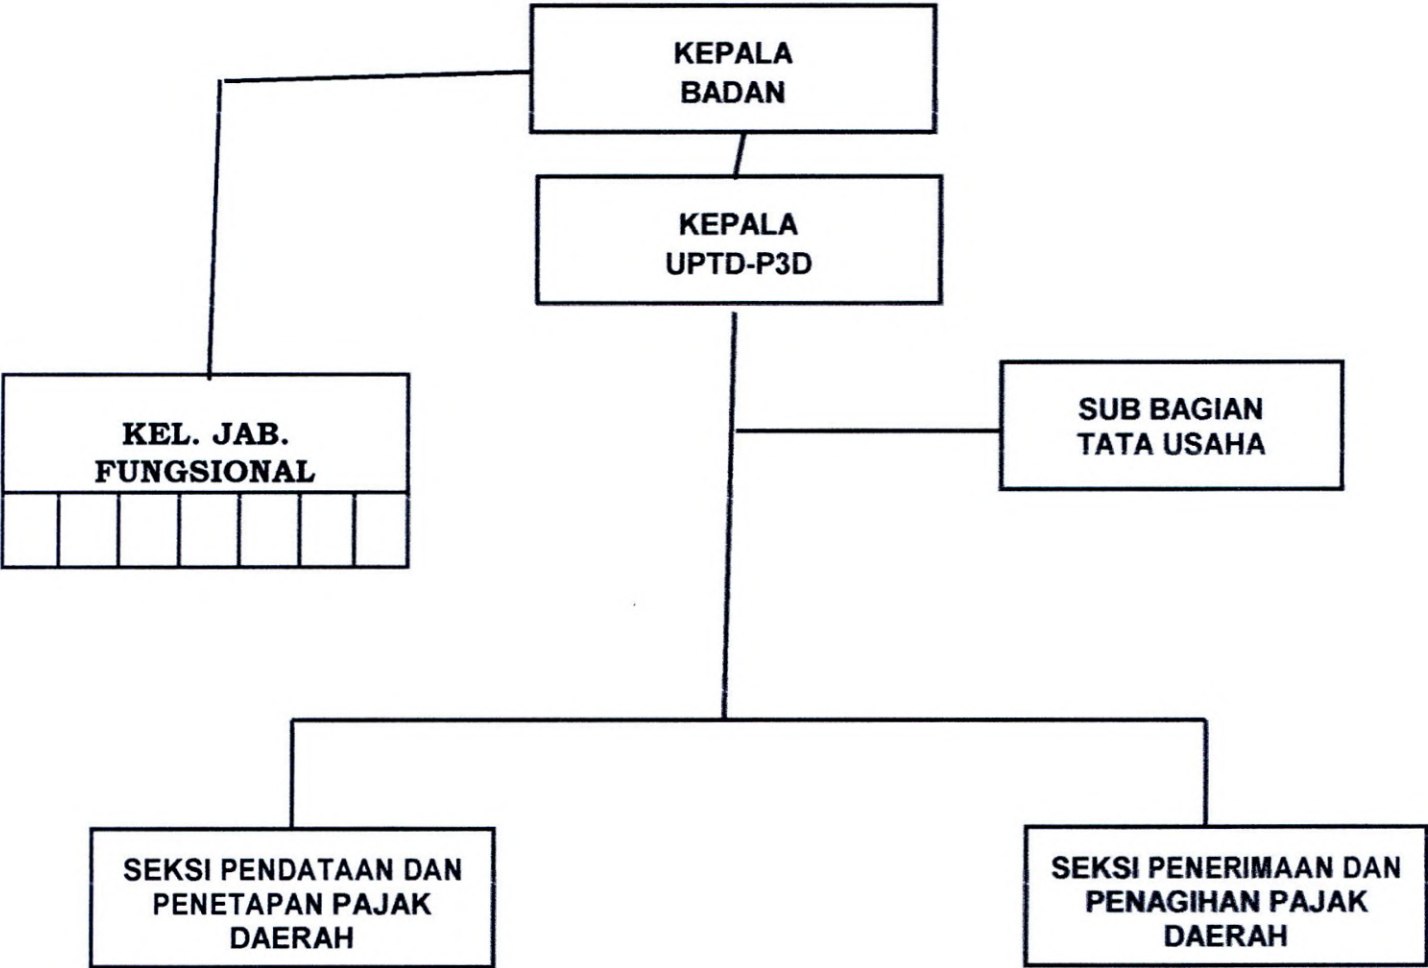 KEPALA
BADAN
KEPALA
UPTD-P3D
KEL. JAB.
FUNGSIONAL
SUB BAGIAN
TATA USAHA
SEKSI PENDATAAN DAN
PENETAPAN PAJAK
DAERAH
SEKSI PENERIMAAN DAN
PENAGIHAN PAJAK
DAERAH